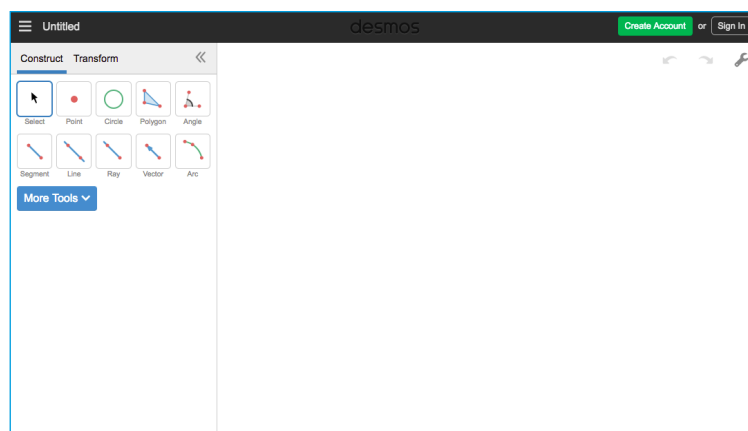 Untitled
desmos
Create Account or Sign In
Construct Transform
Select Point Circle Polygon Angle
Segment Line Ray Vector Arc
More Tools